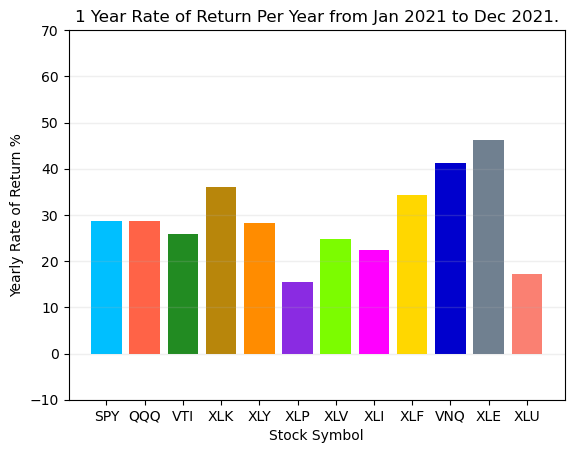 1 Year Rate of Return Per Year from Jan 2021 to Dec 2021.
70
60
50
40
30
20
10
0
−10
Yearly Rate of Return %
SPY QQQ VTI XLK XLY XLP XLV XLI XLF VNQ XLE XLU
Stock Symbol